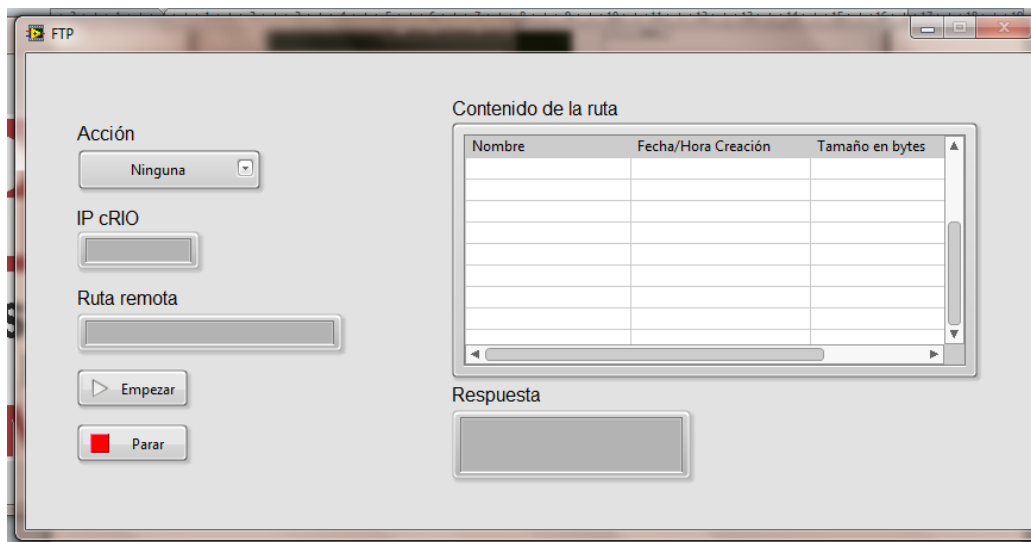 FTP
Acción
Ninguna
IP cRIO
Ruta remota
Empezar
Parar
Contenido de la ruta
Nombre Fecha/Hora Creación Tamaño en bytes
Respuesta